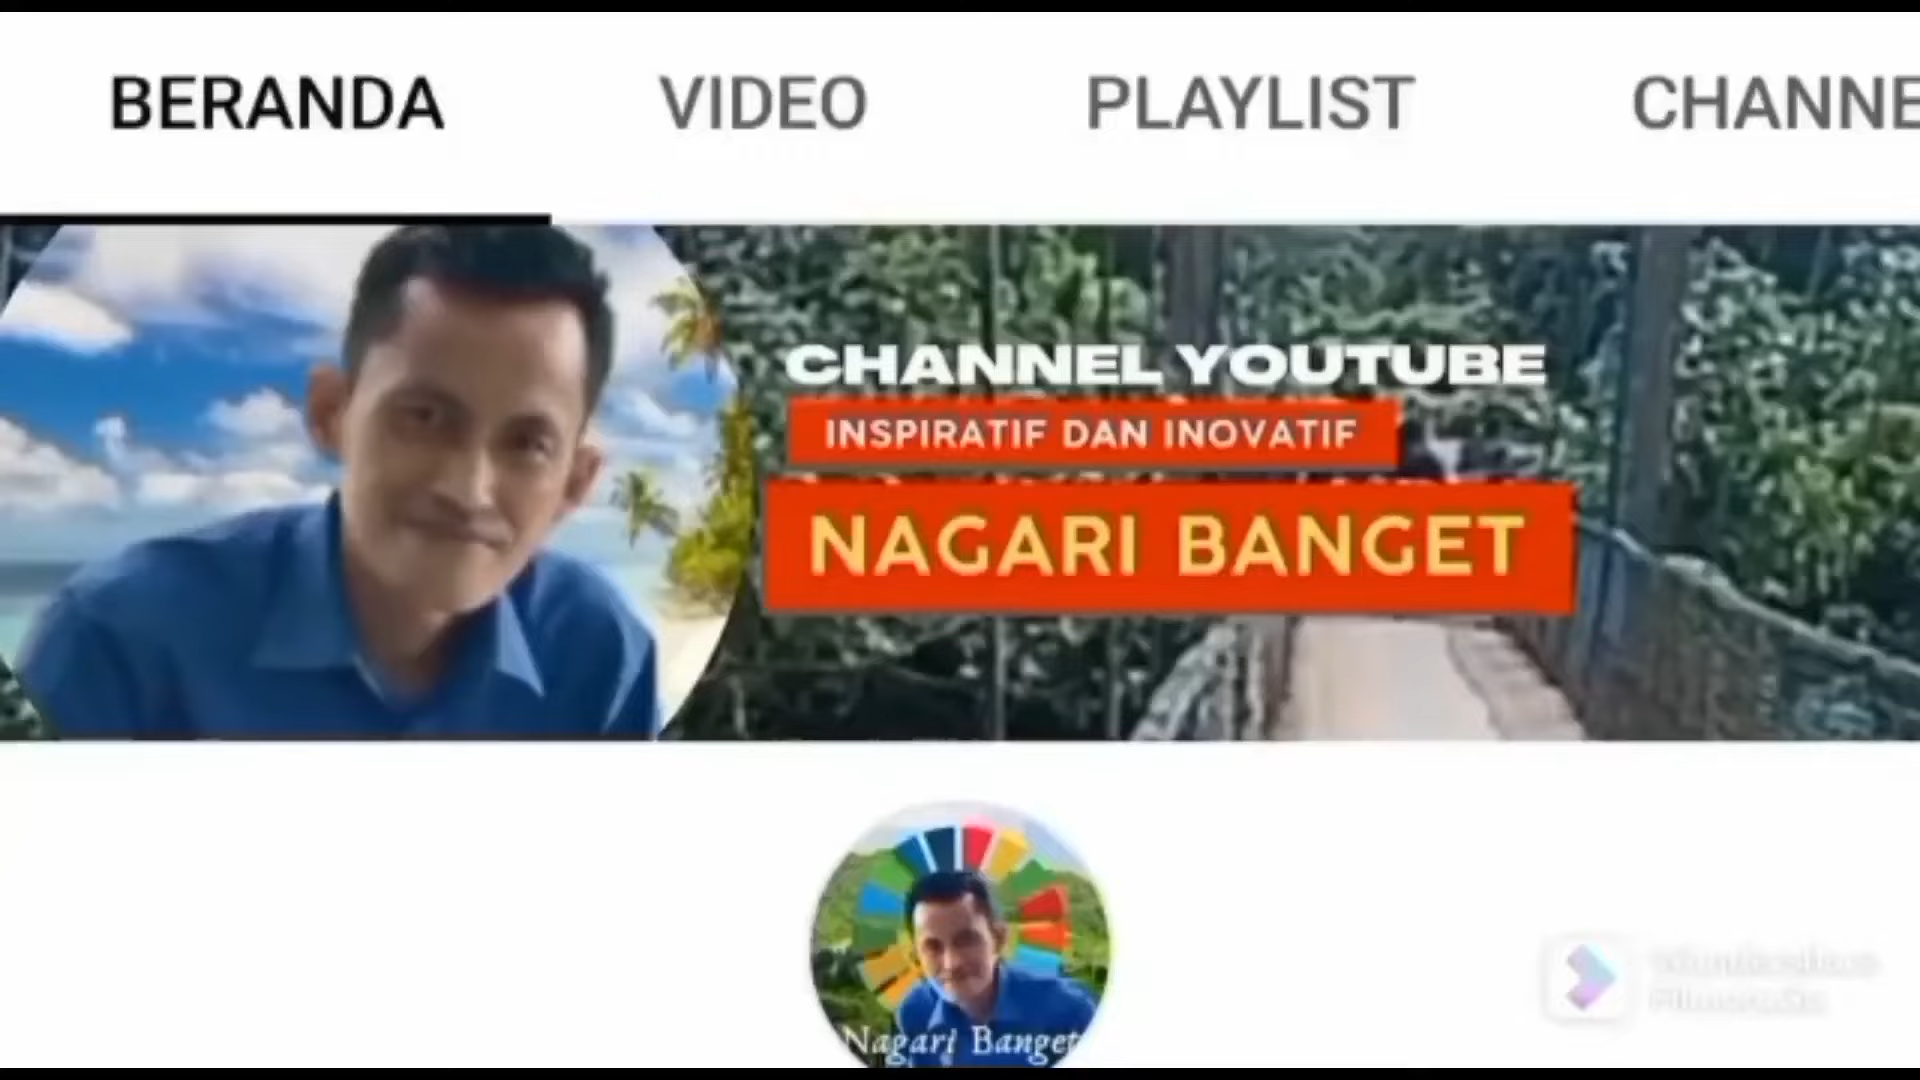 BERANDA VIDEO PLAYLIST CHANNE
CHANNEL YOUTUBE
INSPIRATIF DAN INOVATIF
NAGARI BANGET
Nagari Banget